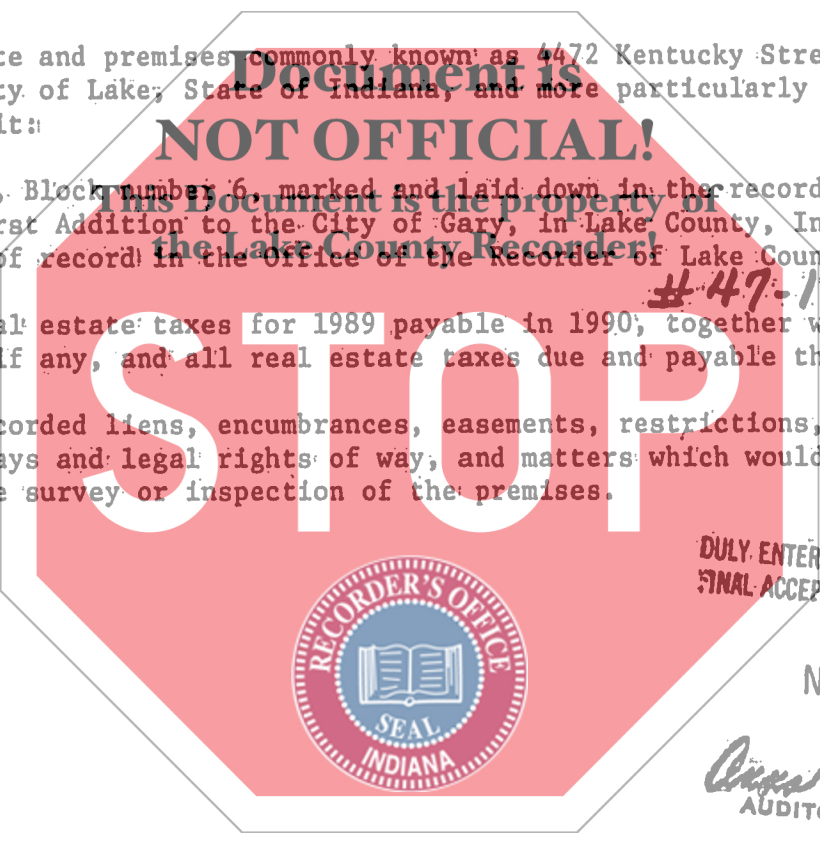 te and premises commonly known as 4472 Kentucky Stre
Document is
ty of Lake, State of Indiana, and more particularly
it:
NOT OFFICIAL!
, Block number 6, marked and laid down in the record
This Document is the property of
rst Addition to the City of Gary, in Lake County, In
the Lake County Recorder!
of record in the Office of the Recorder of Lake Coun
#47-1
al estate taxes for 1989 payable in 1990, together w
if any, and all real estate taxes due and payable th
STOP
corded liens, encumbrances, easements, restrictions,
ays and legal rights of way, and matters which would
e survey or inspection of the premises.
DULY ENTER
FINAL ACCEP
RECORDER'S OFFICE
SEAL
INDIANA
N
AUDITO